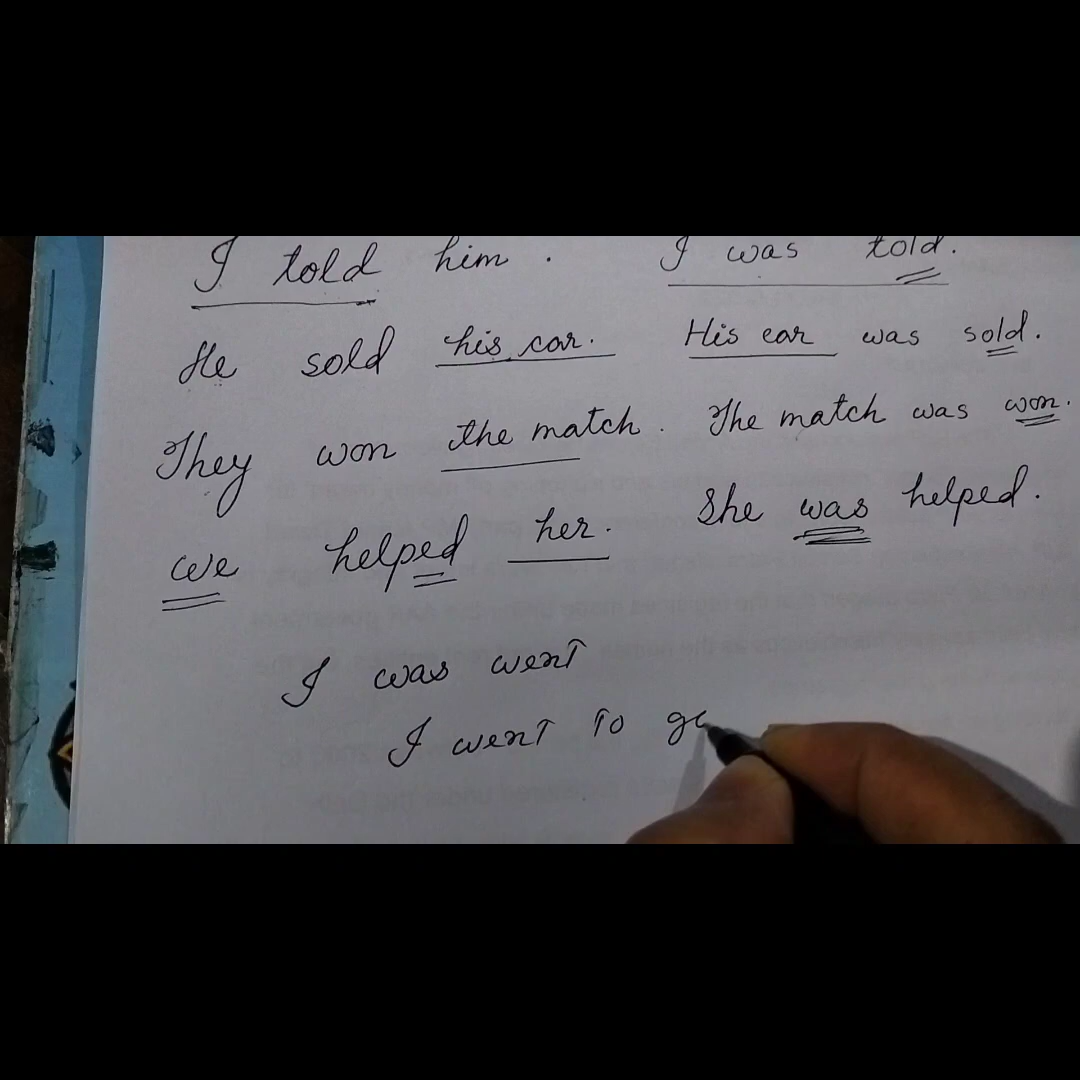 I told him . I was told.
He sold his car. His car was sold.
They won the match . The match was won.
we helped her. She was helped.
I was went
I went to go